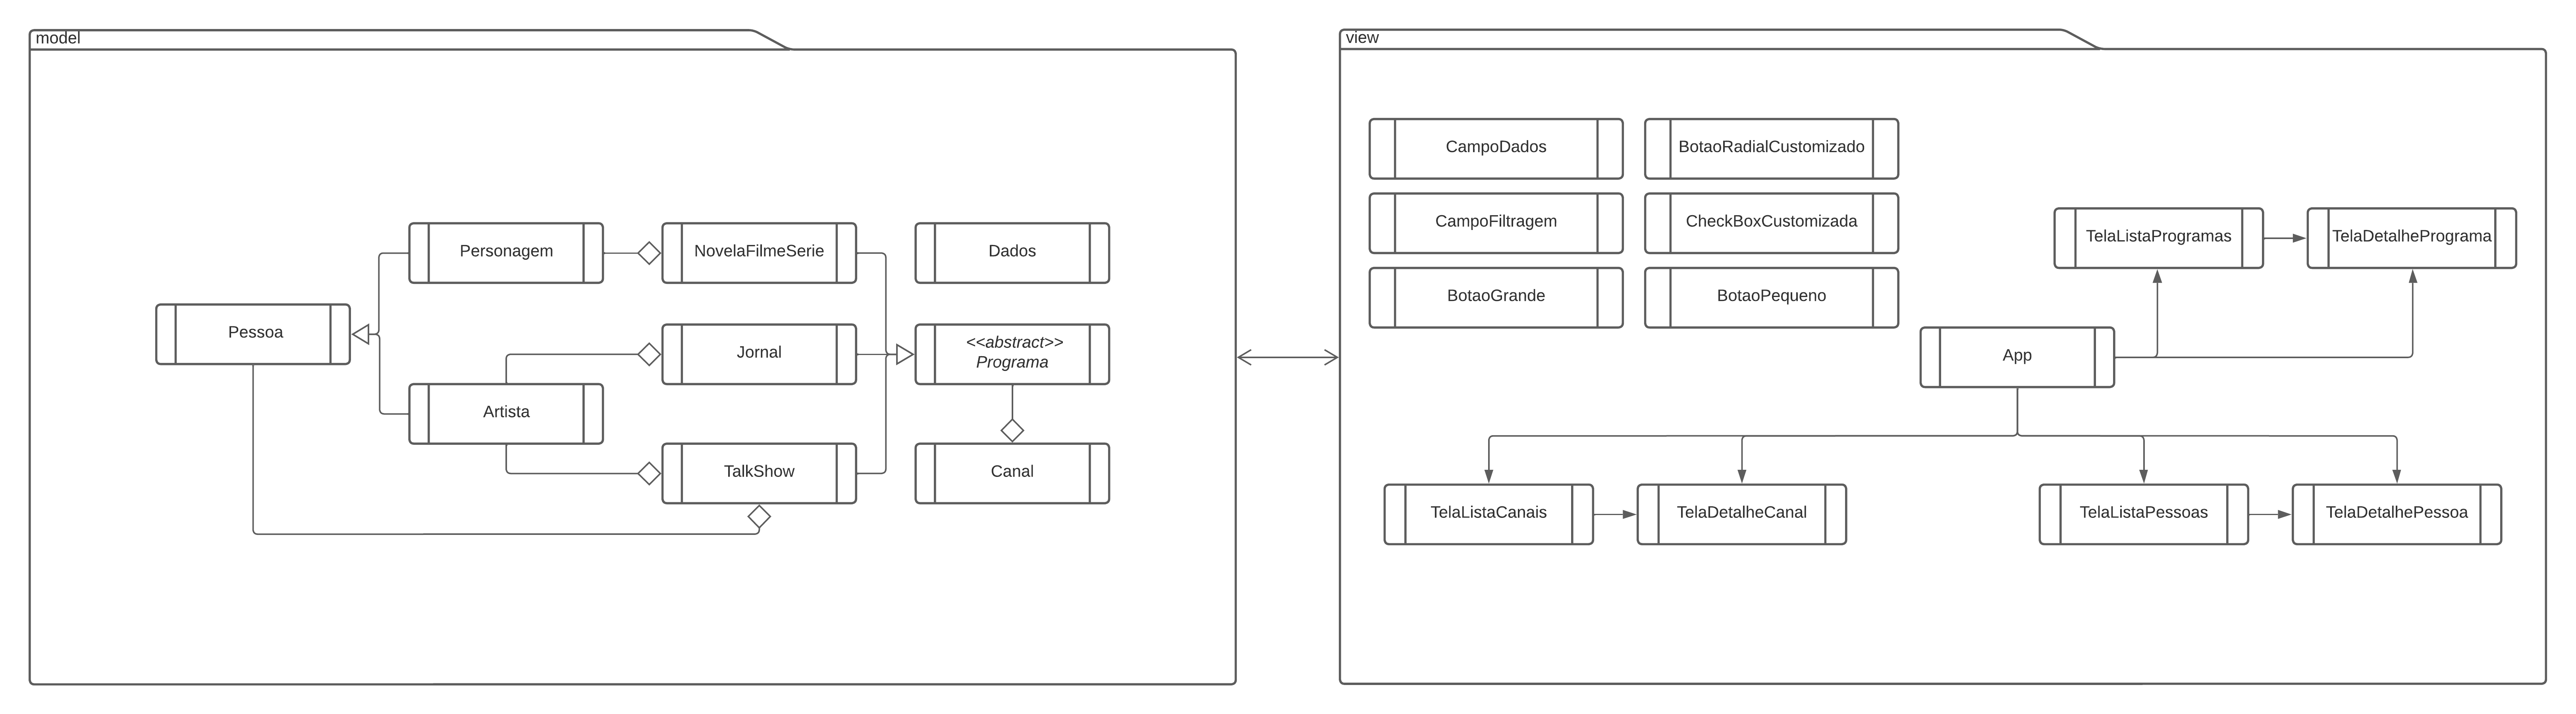 model
Personagem
NovelaFilmeSerie
Dados
Pessoa
Jornal
<<abstract>>
Programa
Artista
TalkShow
Canal
view
CampoDados
BotaoRadialCustomizado
CampoFiltragem
CheckBoxCustomizada
TelaListaProgramas
TelaDetalhePrograma
BotaoGrande
BotaoPequeno
App
TelaListaCanais
TelaDetalheCanal
TelaListaPessoas
TelaDetalhePessoa